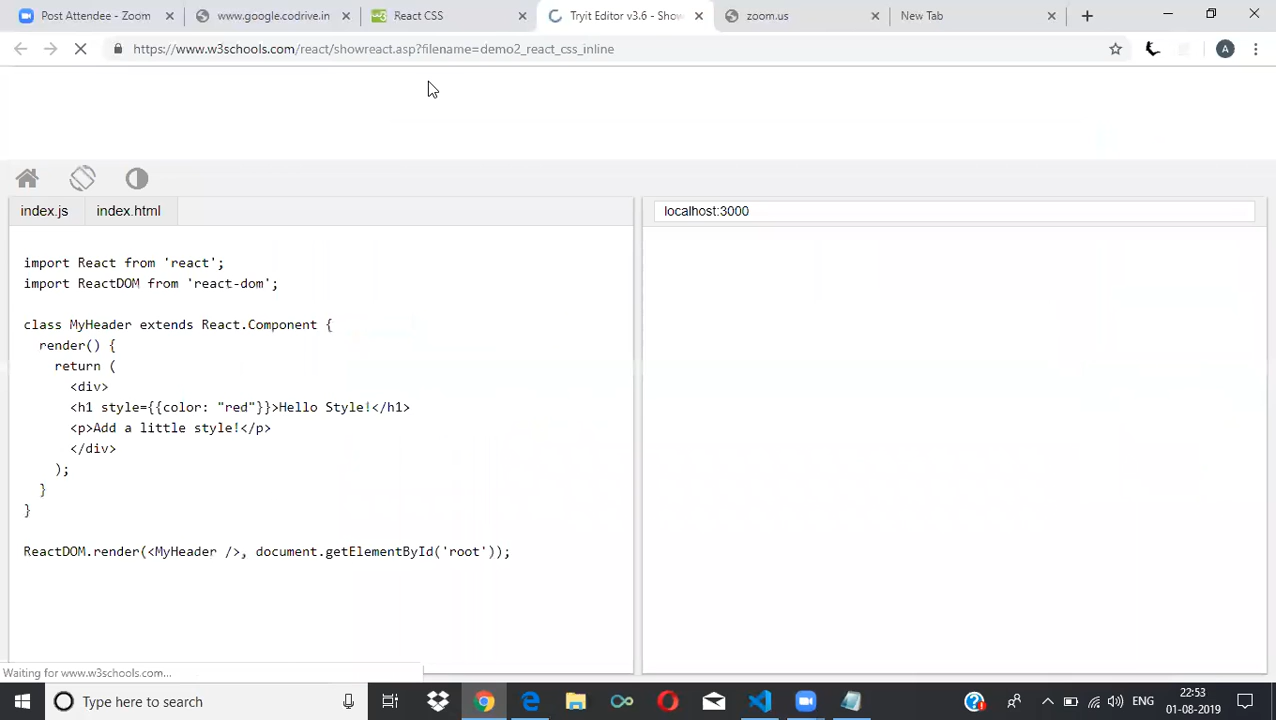 Post Attendee - Zoom
www.google.codrive.in
React CSS
Tryit Editor v3.6 - Show
zoom.us
New Tab
https://www.w3schools.com/react/showreact.asp?filename=demo2_react_css_inline
A
index.js
index.html
localhost:3000
import React from 'react';
import ReactDOM from 'react-dom';
class MyHeader extends React.Component {
render() {
return (
<div>
<h1 style={{color: "red"}}>Hello Style!</h1>
<p>Add a little style!</p>
</div>
);
}
}
ReactDOM.render(<MyHeader />, document.getElementById('root'));
Waiting for www.w3schools.com...
Type here to search
ENG
22:53
01-08-2019